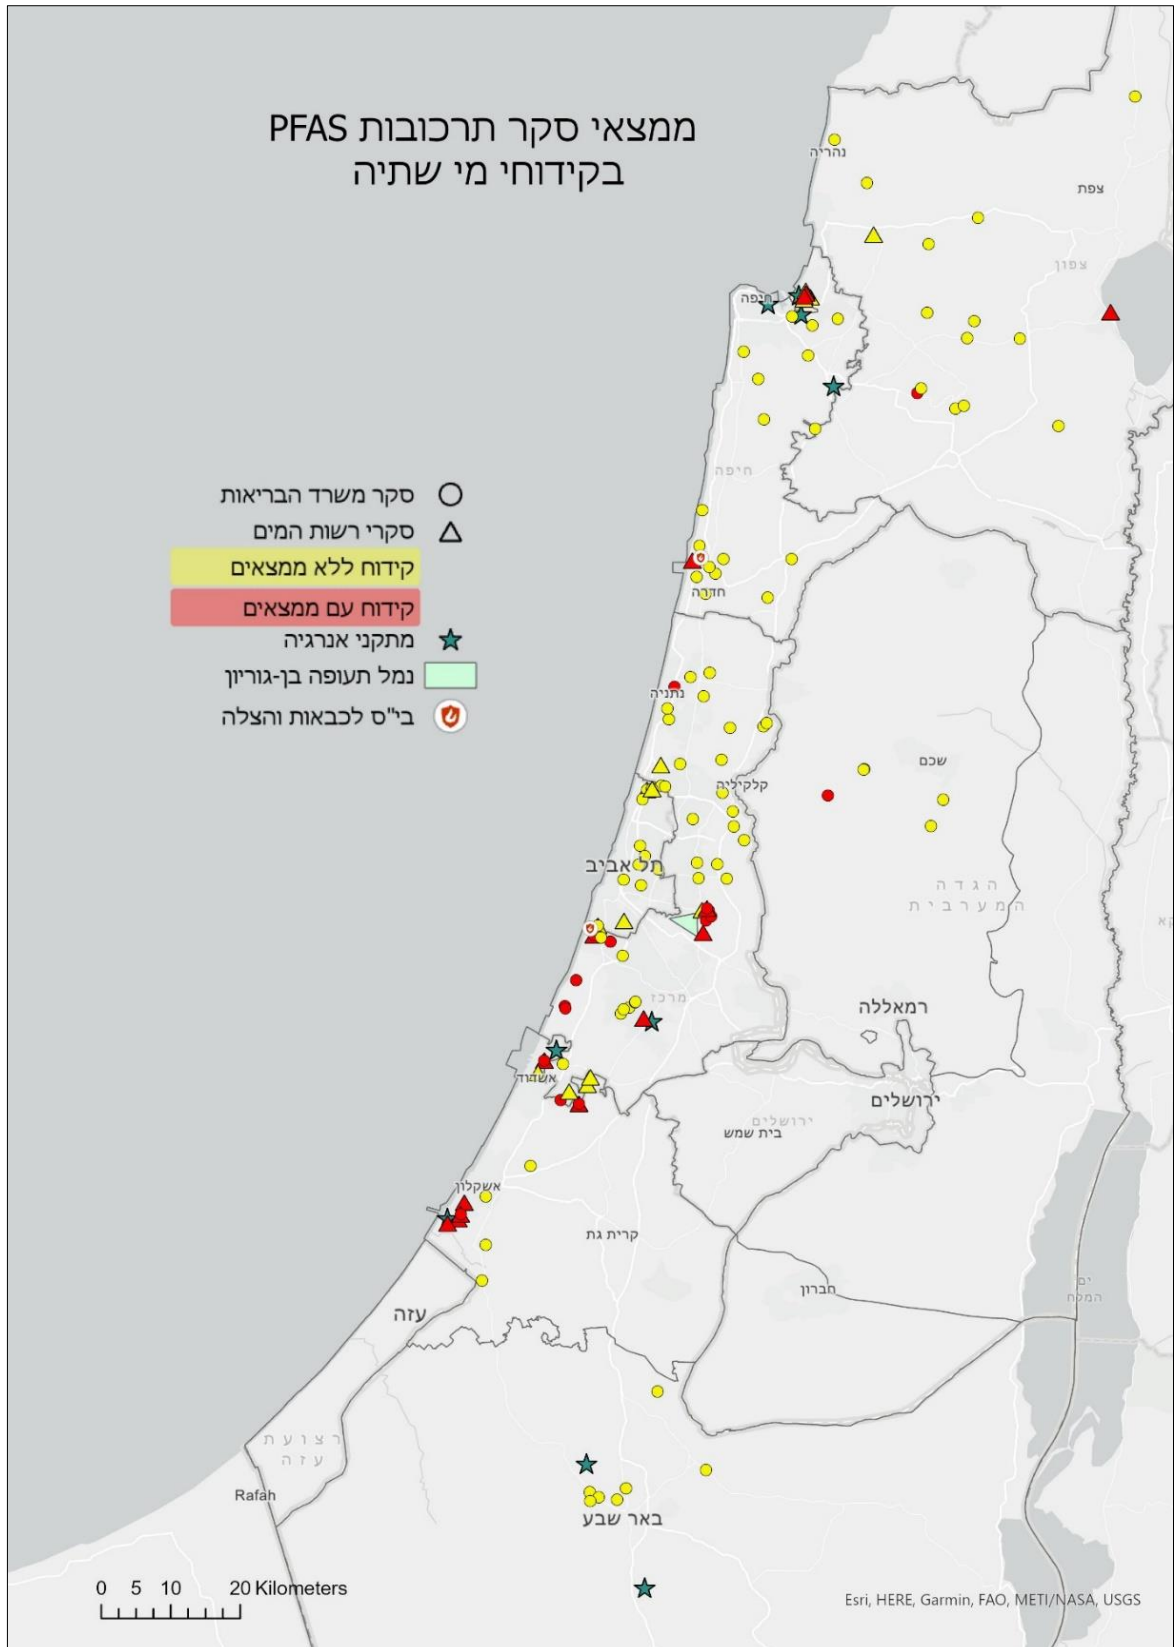 ממצאי סקר תרכובות PFAS
בקידוחי מי שתיה
נהריה
צפת
צפון
חיפה
חיפה
סקר משרד הבריאות
סקרי רשות המים
קידוח ללא ממצאים
קידוח עם ממצאים
מתקני אנרגיה
נמל תעופה בן-גוריון
בי"ס לכבאות והצלה
חדרה
נתניה
שכם
קלקיליה
תל אביב
הגדה
המערבית
מרכז
רמאללה
אשדוד
ירושלים
ירושלים
בית שמש
אשקלון
קרית גת
ים
המלח
חברון
עזה
רצועת
עזה
Rafah
באר שבע
0 5 10 20 Kilometers
Esri, HERE, Garmin, FAO, METI/NASA, USGS